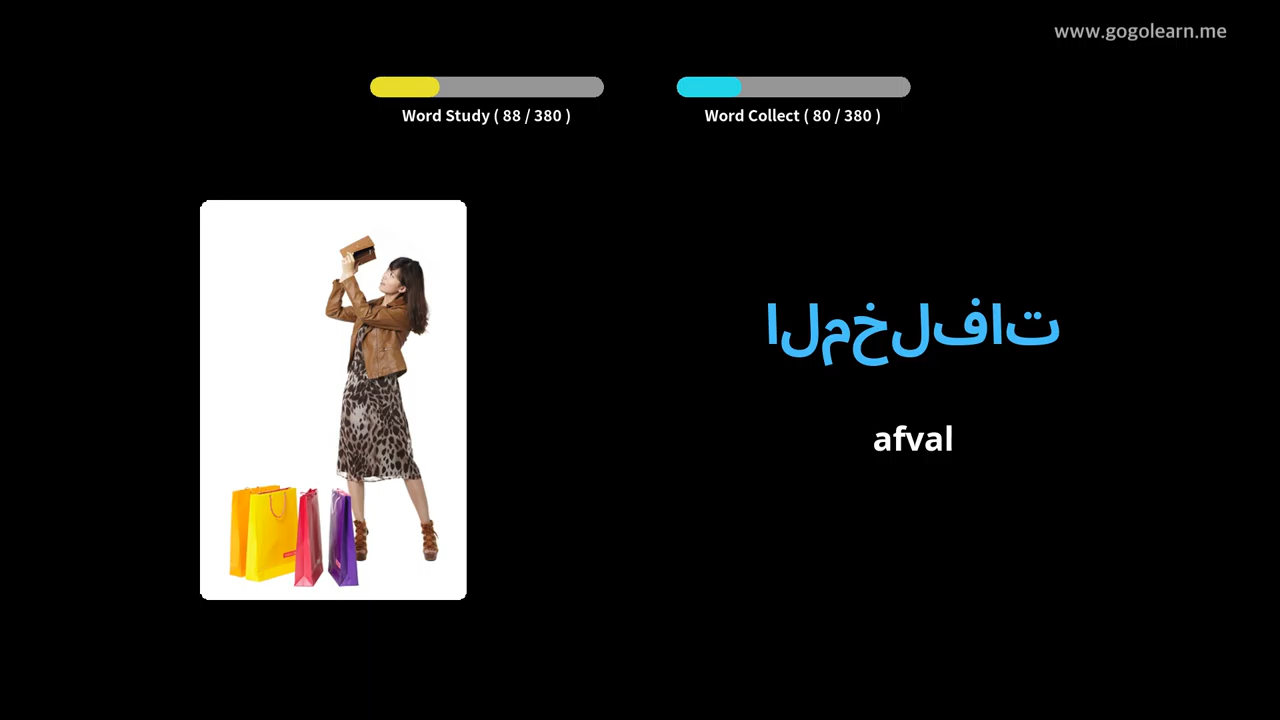 www.gogolearn.me
Word Study ( 88 / 380 )
Word Collect ( 80 / 380 )
المخلفات
afval